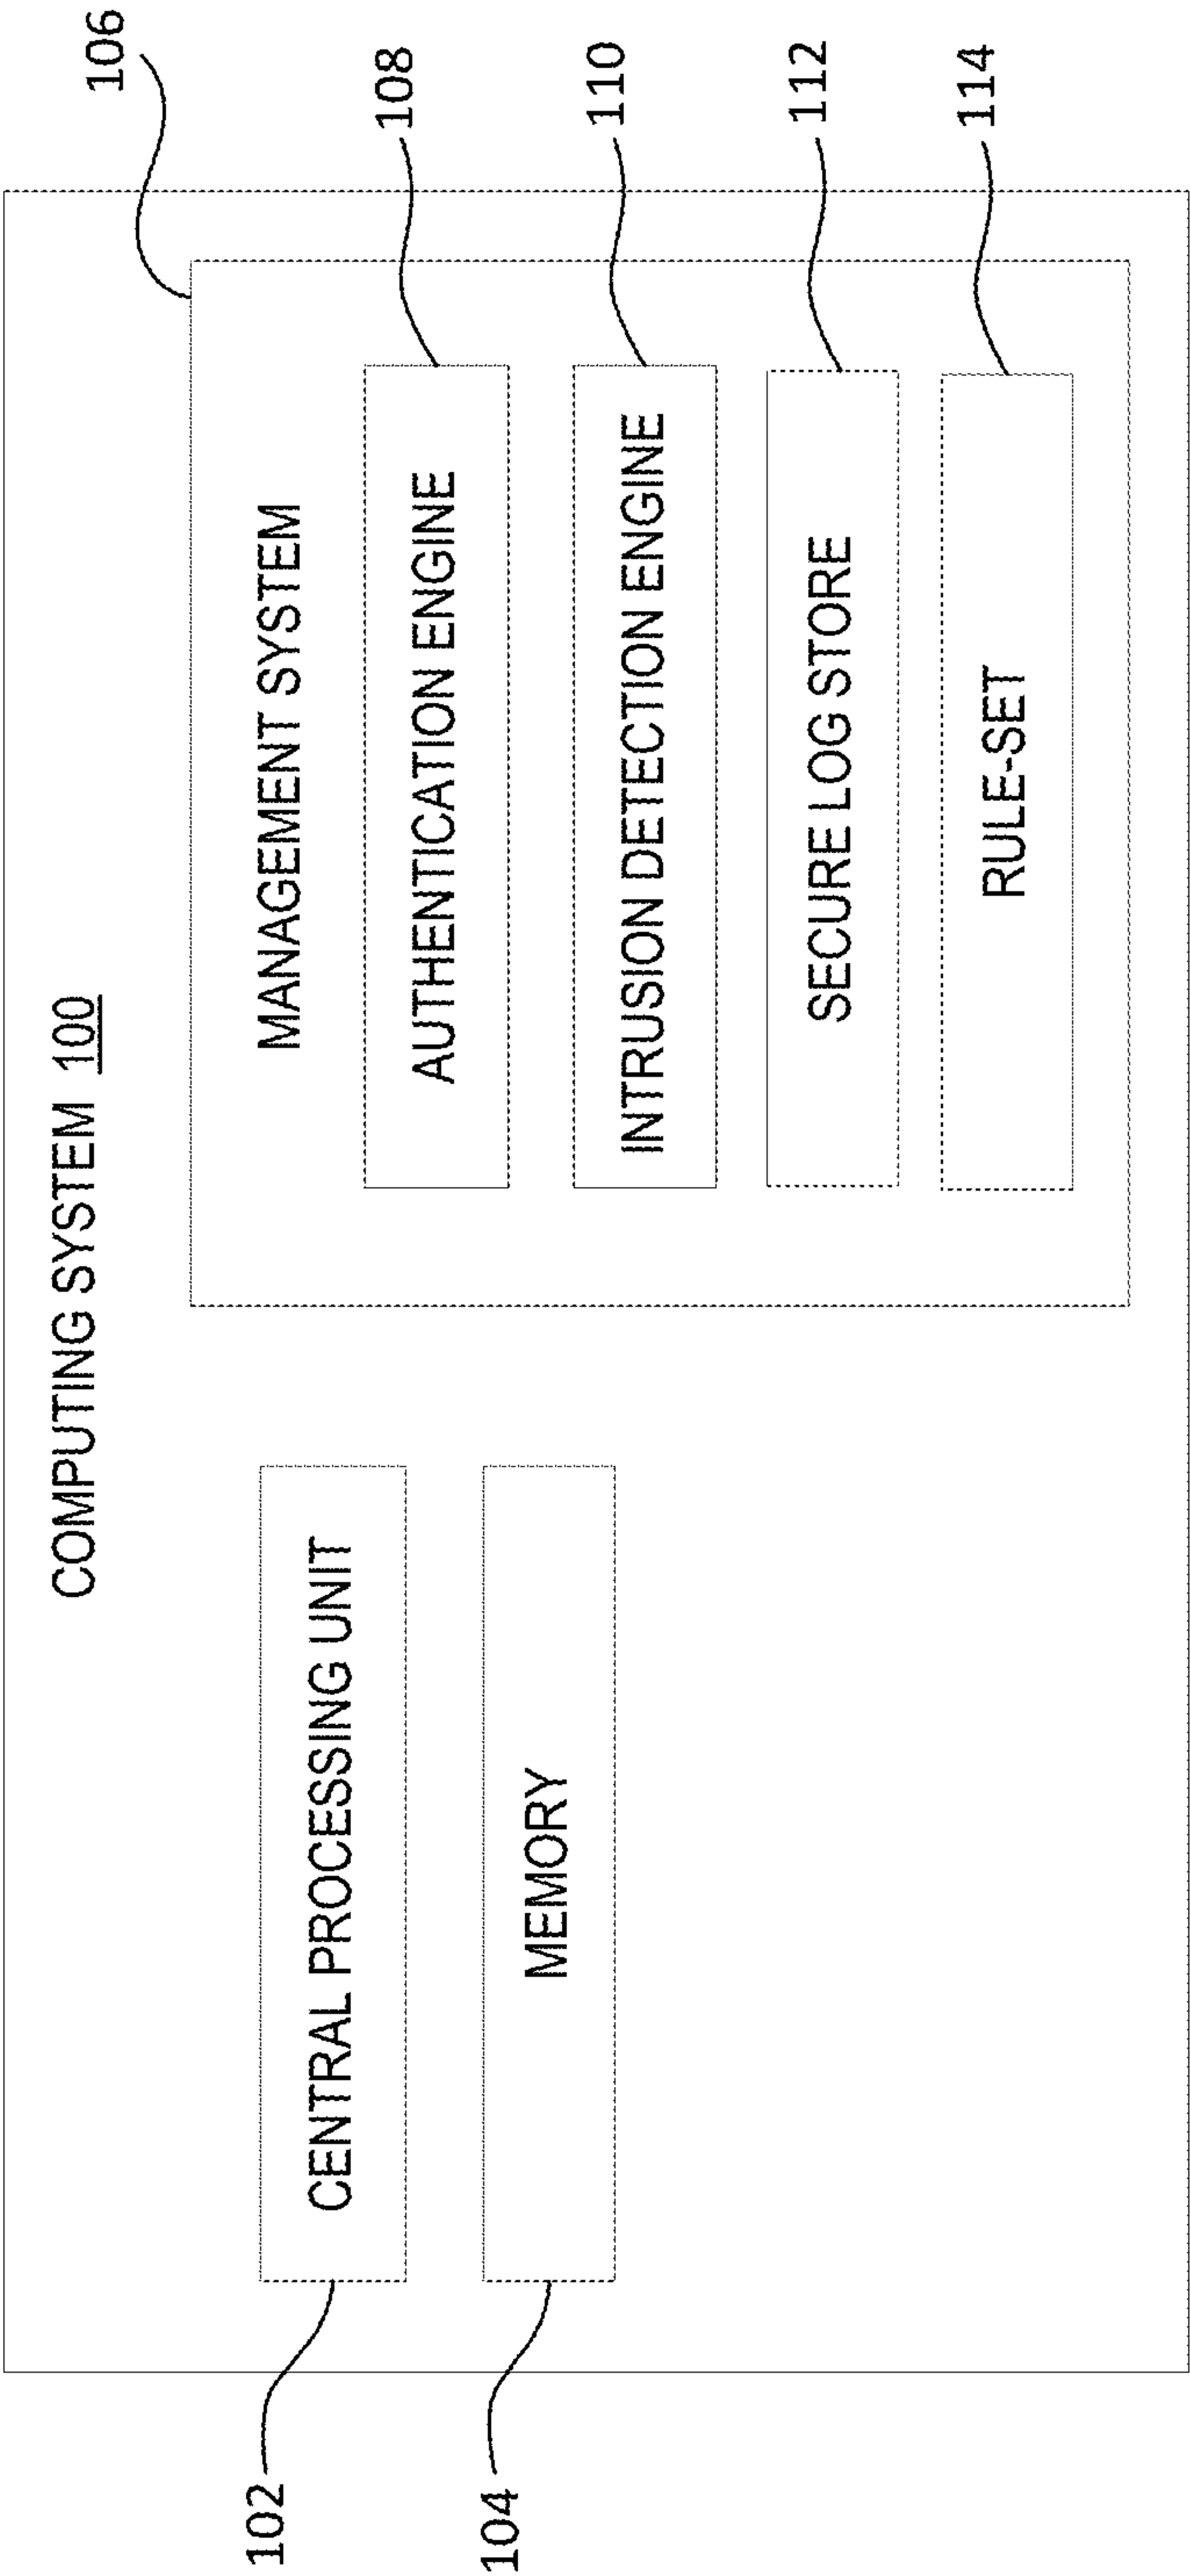 COMPUTING SYSTEM 100
102
CENTRAL PROCESSING UNIT
104
MEMORY
106
MANAGEMENT SYSTEM
AUTHENTICATION ENGINE
108
INTRUSION DETECTION ENGINE
110
SECURE LOG STORE
112
RULE-SET
114